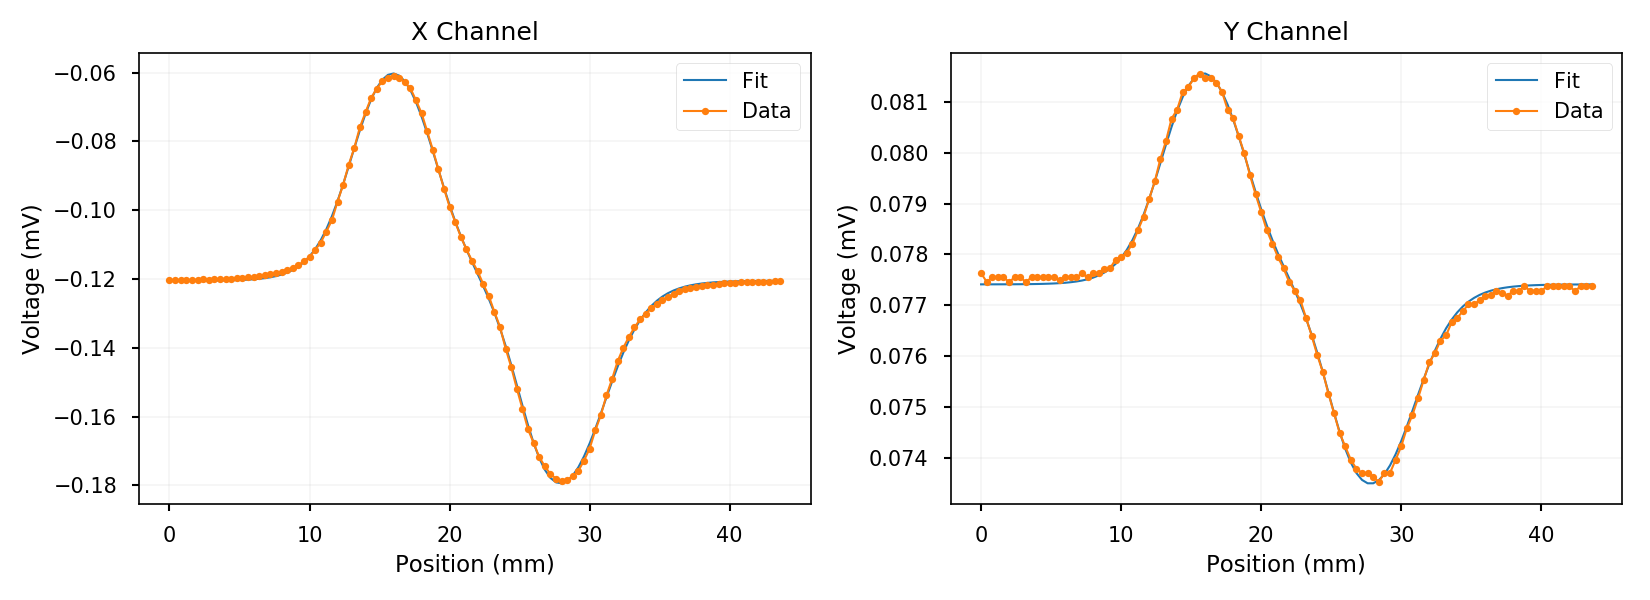 X Channel
Voltage (mV)
−0.06
−0.08
−0.10
−0.12
−0.14
−0.16
−0.18
Fit
Data
0 10 20 30 40
Position (mm)
Y Channel
Voltage (mV)
0.081
0.080
0.079
0.078
0.077
0.076
0.075
0.074
Fit
Data
0 10 20 30 40
Position (mm)